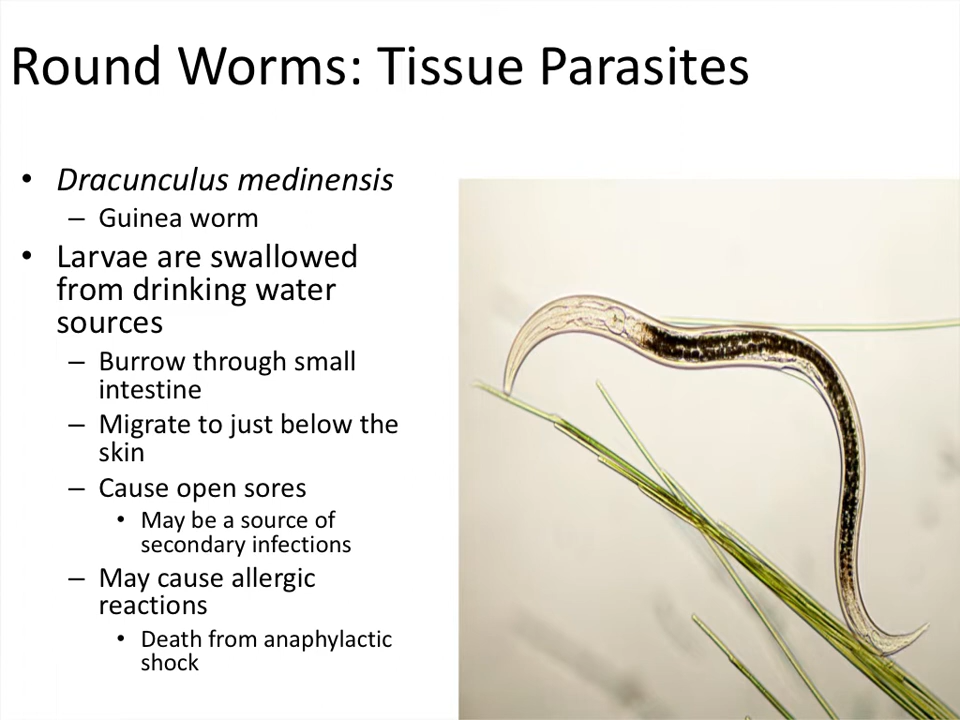 Round Worms: Tissue Parasites
• Dracunculus medinensis
– Guinea worm
• Larvae are swallowed
from drinking water
sources
– Burrow through small
intestine
– Migrate to just below the
skin
– Cause open sores
• May be a source of
secondary infections
– May cause allergic
reactions
• Death from anaphylactic
shock